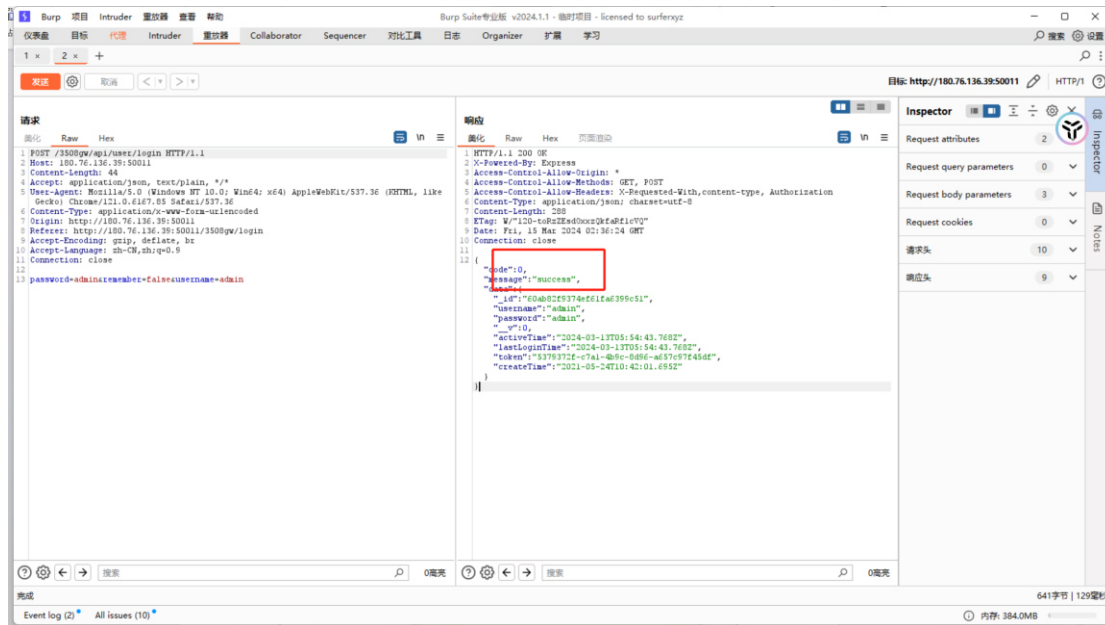 Burp 项目 Intruder 重放器 查看 帮助 Burp Suite专业版 v2024.1.1 - 临时项目 - licensed to surferxyz
仪表盘 目标 代理 Intruder 重放器 Collaborator Sequencer 对比工具 日志 Organizer 扩展 学习 搜索 设置
1 × 2 × +
发送 取消 < > 目标: http://180.76.136.39:50011 HTTP/1
请求
美化 Raw Hex \n
1 POST /3508gw/api/user/login HTTP/1.1
2 Host: 180.76.136.39:50011
3 Content-Length: 44
4 Accept: application/json, text/plain, */*
5 User-Agent: Mozilla/5.0 (Windows NT 10.0; Win64; x64) AppleWebKit/537.36 (KHTML, like
Gecko) Chrome/121.0.6167.85 Safari/537.36
6 Content-Type: application/x-www-form-urlencoded
7 Origin: http://180.76.136.39:50011
8 Referer: http://180.76.136.39:50011/3508gw/login
9 Accept-Encoding: gzip, deflate, br
10 Accept-Language: zh-CN,zh;q=0.9
11 Connection: close
12
13 password=admin&remember=false&username=admin
搜索 0高亮
响应
美化 Raw Hex 页面渲染 \n
1 HTTP/1.1 200 OK
2 X-Powered-By: Express
3 Access-Control-Allow-Origin: *
4 Access-Control-Allow-Methods: GET, POST
5 Access-Control-Allow-Headers: X-Requested-With,content-type, Authorization
6 Content-Type: application/json; charset=utf-8
7 Content-Length: 288
8 ETag:
9 Date: Fri, 15 Mar 2024 02:36:24 GMT
10 Connection: close
11
12 {
"code":0,
"message":"success",
"data":{
"_id":"60ab82f9374ef61fa6399c51",
"username":"admin",
"password":"admin",
"__v":0,
"activeTime":"2024-03-13T05:54:43.768Z",
"lastLoginTime":"2024-03-13T05:54:43.768Z",
"token":"5379372f-c7a1-4b9c-8d96-a657c97f45df",
"createTime":"2021-05-24T10:42:01.695Z"
}
}
搜索 0高亮
Inspector
Request attributes 2
Request query parameters 0
Request body parameters 3
Request cookies 0
请求头 10
响应头 9
Inspector
Notes
完成 641字节 | 129毫秒
Event log (2) All issues (10) 内存: 384.0MB